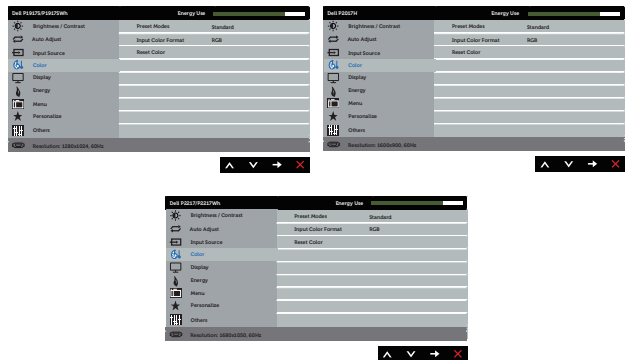 Dell P1917S/P1917SWh Energy Use
Brightness / Contrast Preset Modes Standard
Auto Adjust Input Color Format RGB
Input Source Reset Color
Color
Display
Energy
Menu
Personalize
Others
Resolution: 1280x1024, 60Hz
Dell P2017H Energy Use
Brightness / Contrast Preset Modes Standard
Auto Adjust Input Color Format RGB
Input Source Reset Color
Color
Display
Energy
Menu
Personalize
Others
Resolution: 1600x900, 60Hz
Dell P2217/P2217Wh Energy Use
Brightness / Contrast Preset Modes Standard
Auto Adjust Input Color Format RGB
Input Source Reset Color
Color
Display
Energy
Menu
Personalize
Others
Resolution: 1680x1050, 60Hz